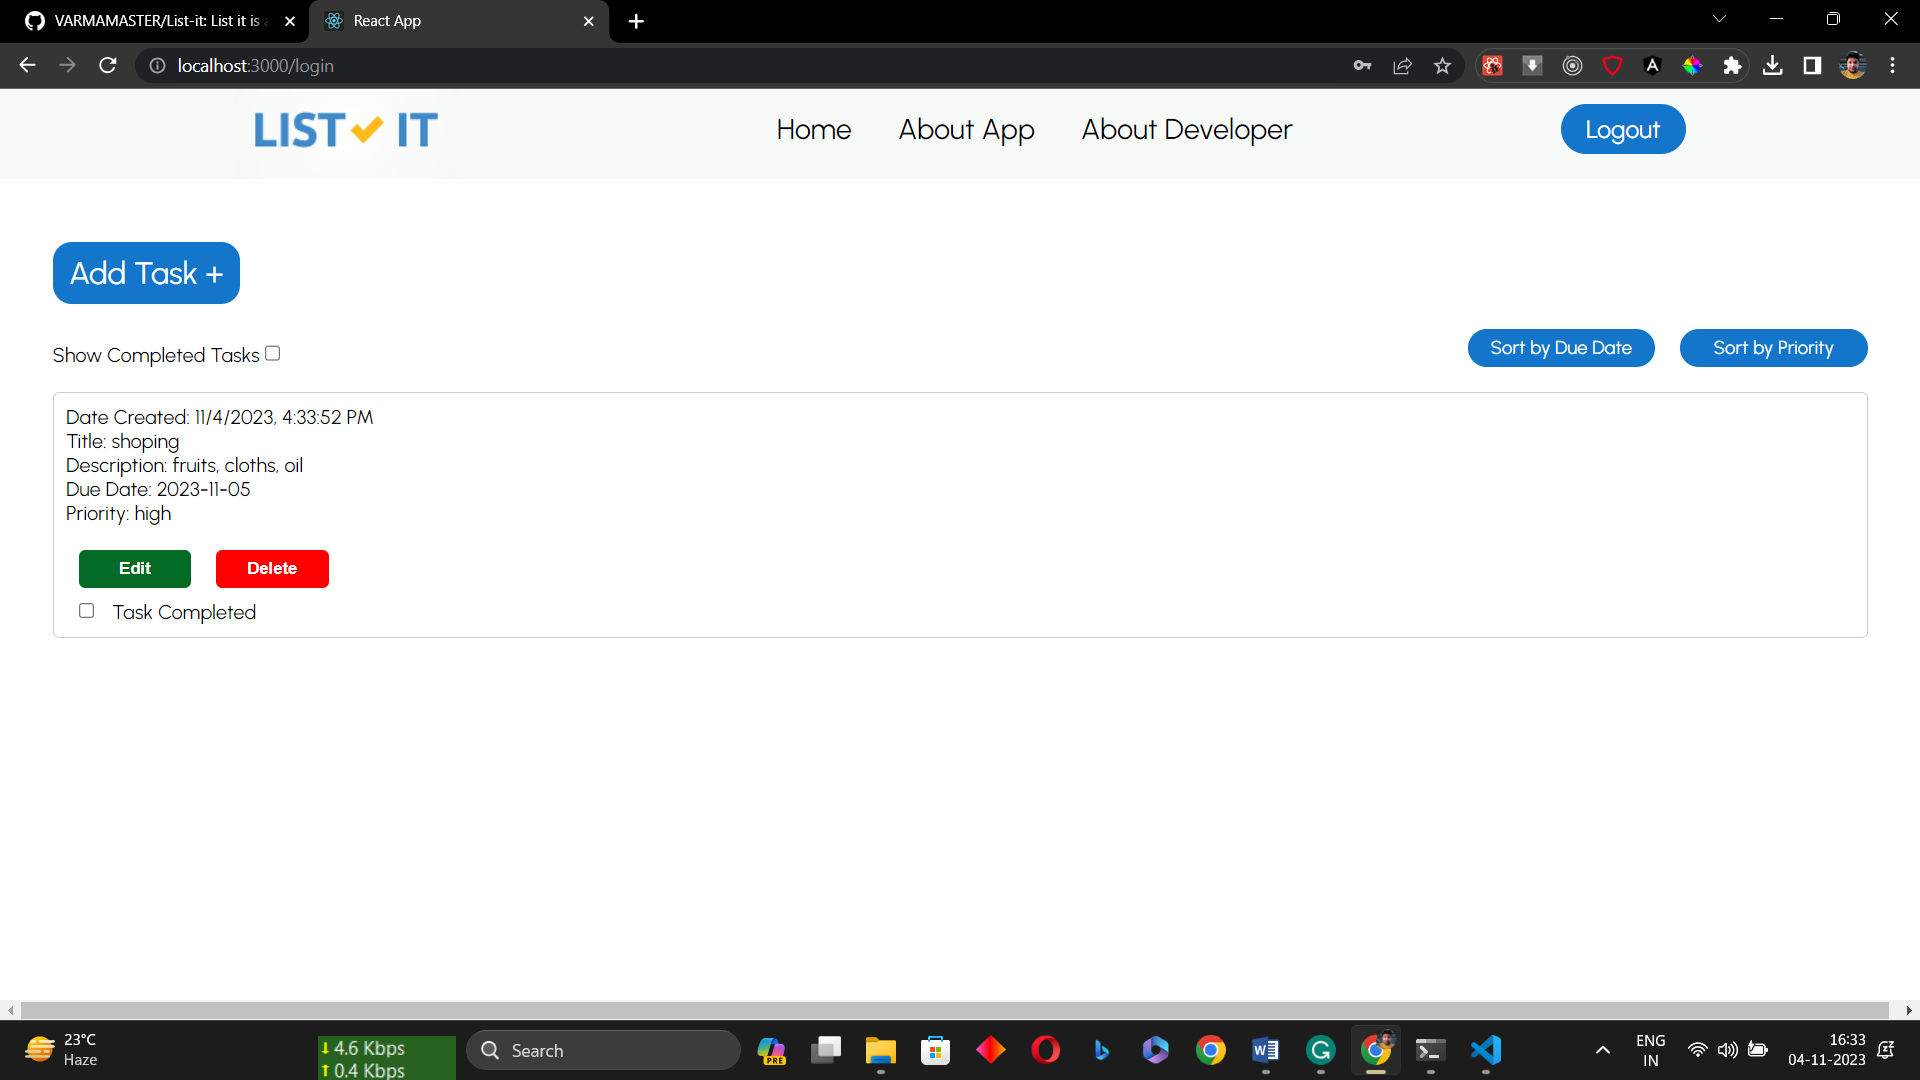 VARMAMASTER/List-it: List it is a
React App
localhost:3000/login
LIST IT
Home
About App
About Developer
Logout
Add Task +
Show Completed Tasks
Sort by Due Date
Sort by Priority
Date Created: 11/4/2023, 4:33:52 PM
Title: shoping
Description: fruits, cloths, oil
Due Date: 2023-11-05
Priority: high
Edit
Delete
Task Completed
23°C
Haze
4.6 Kbps
0.4 Kbps
Search
PRE
ENG
IN
16:33
04-11-2023